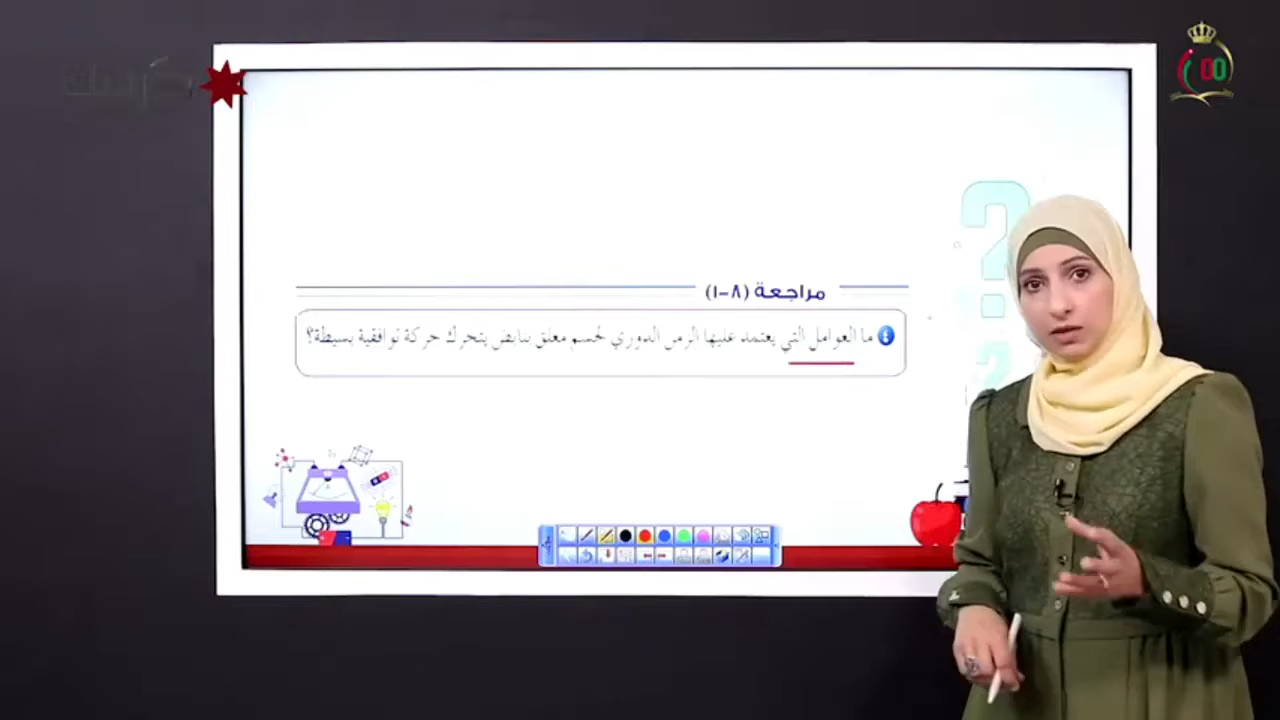 مراجعة (٨-١)
ما العوامل التي يعتمد عليها الزمن الدوري لجسم معلق بنابض يتحرك حركة توافقية بسيطة؟